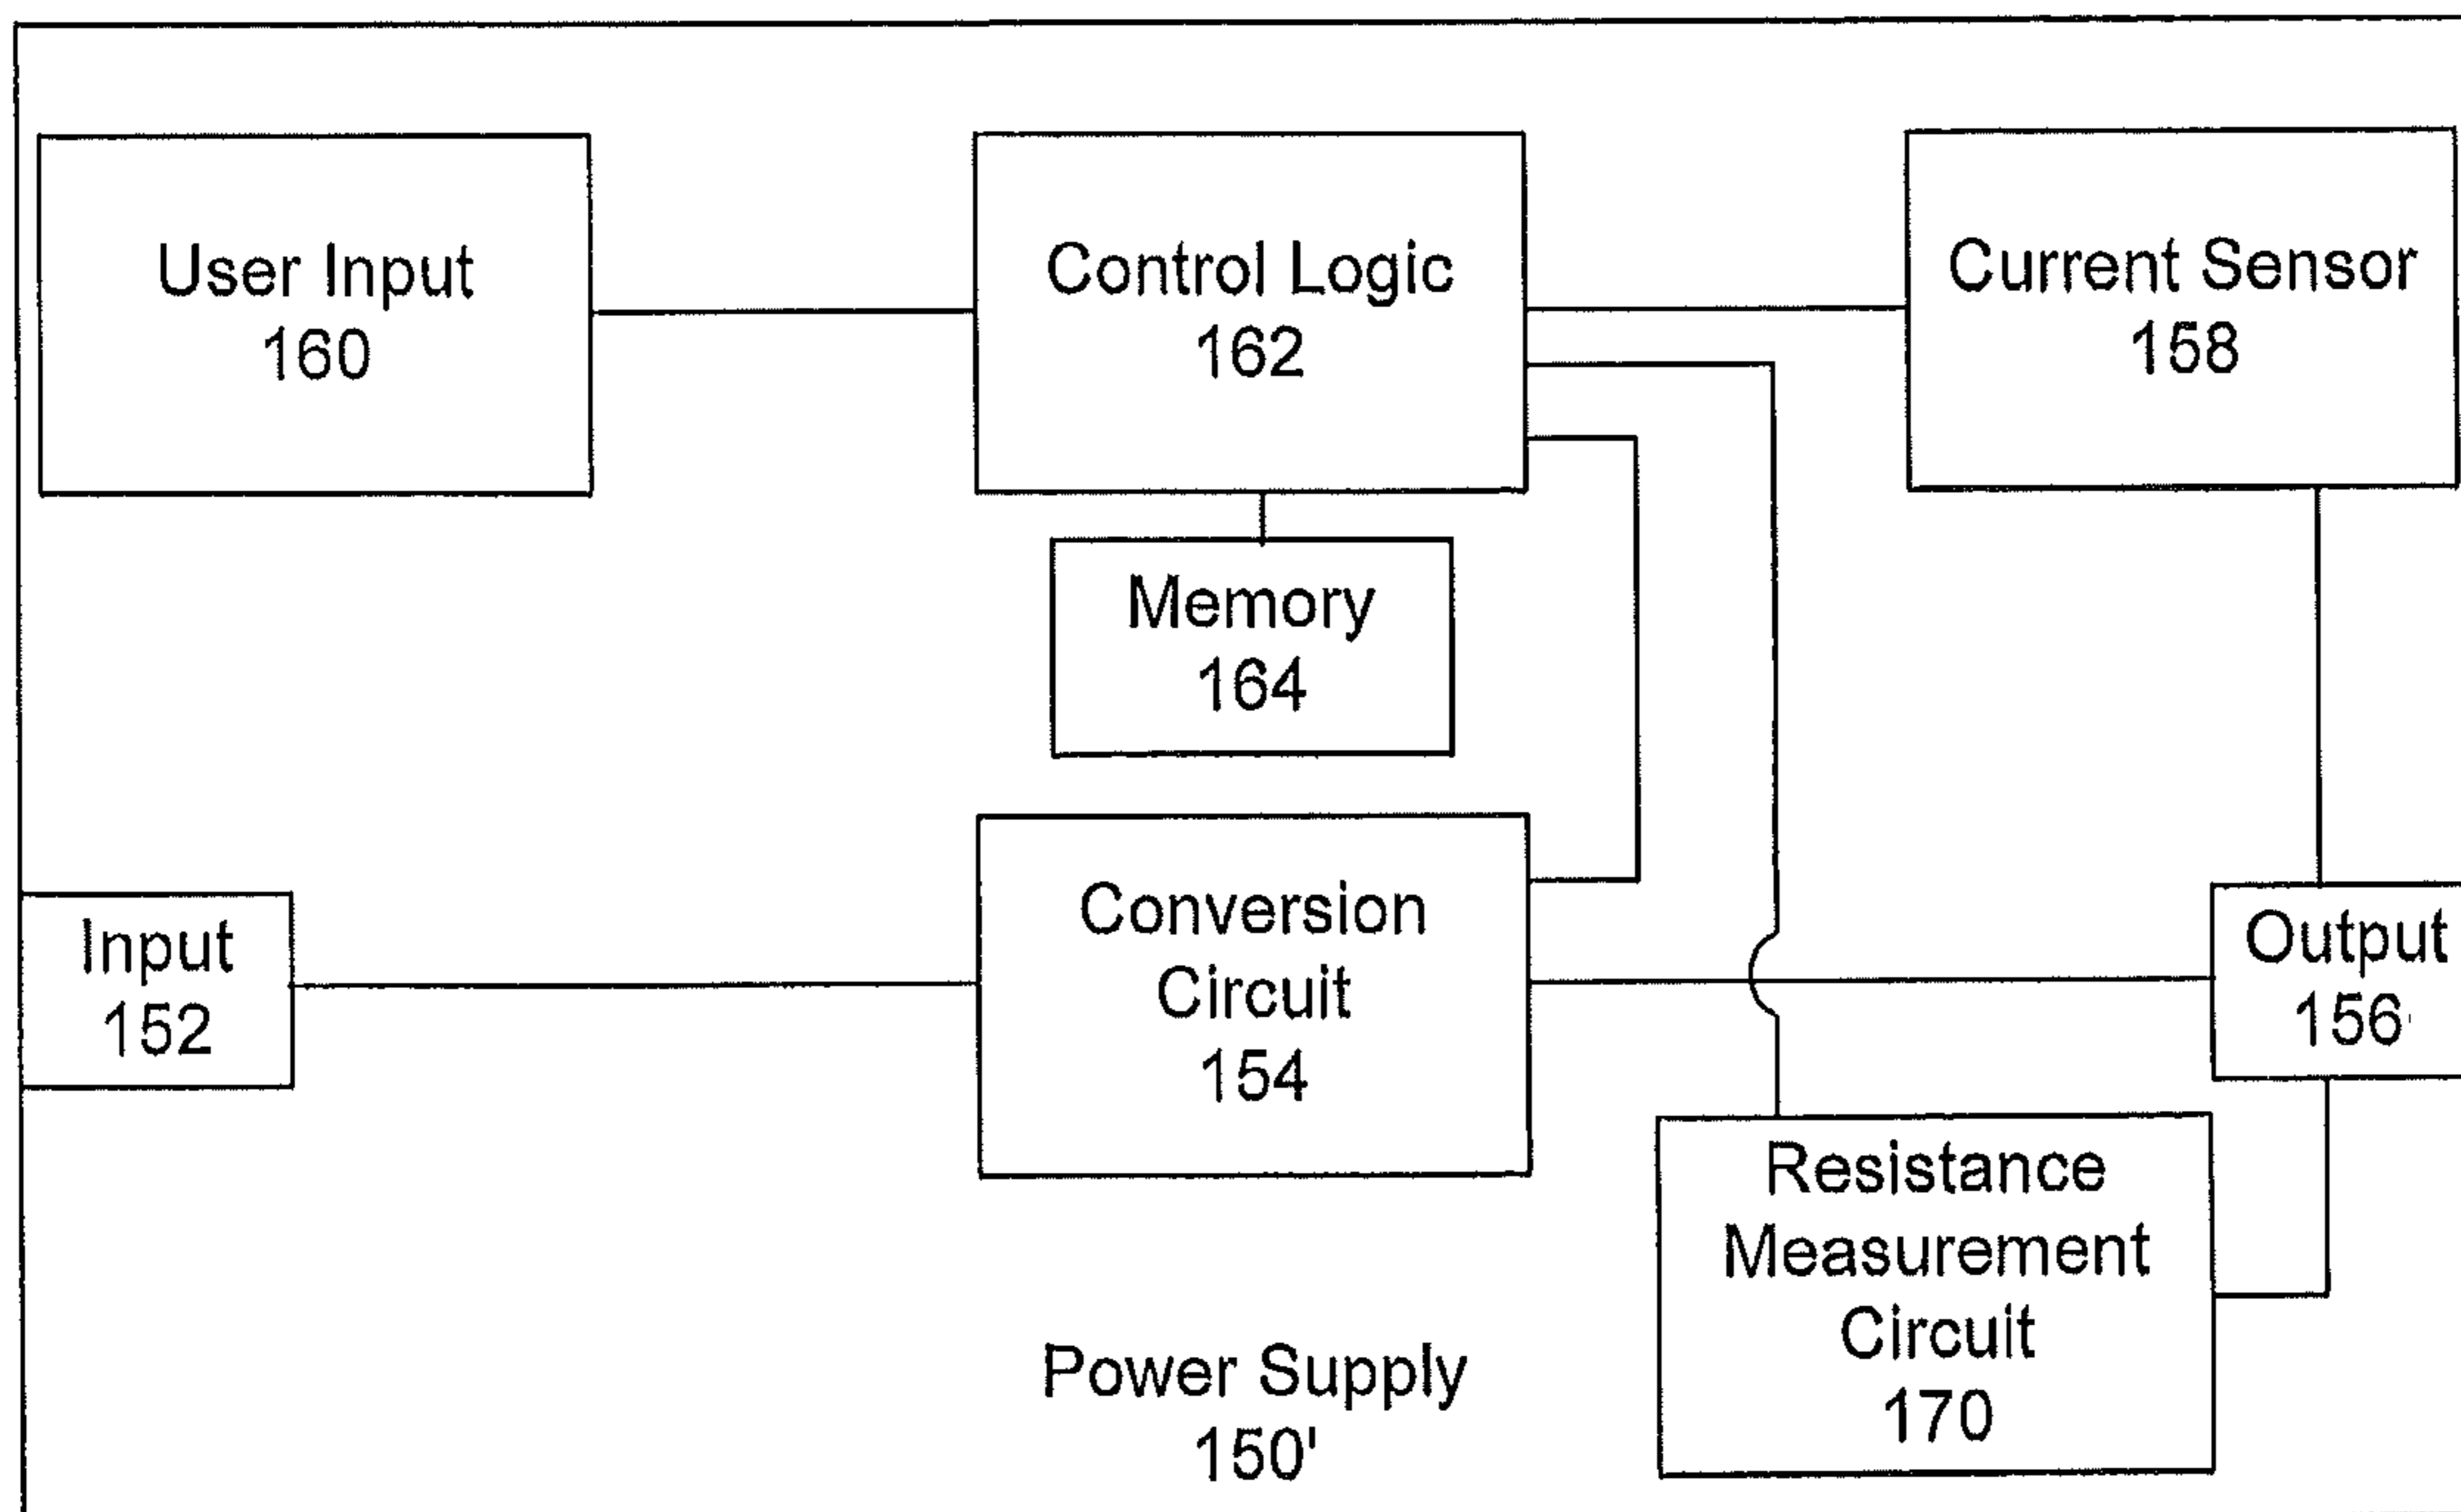 User Input
160
Control Logic
162
Current Sensor
158
Memory
164
Input
152
Conversion
Circuit
154
Output
156
Resistance
Measurement
Circuit
170
Power Supply
150'